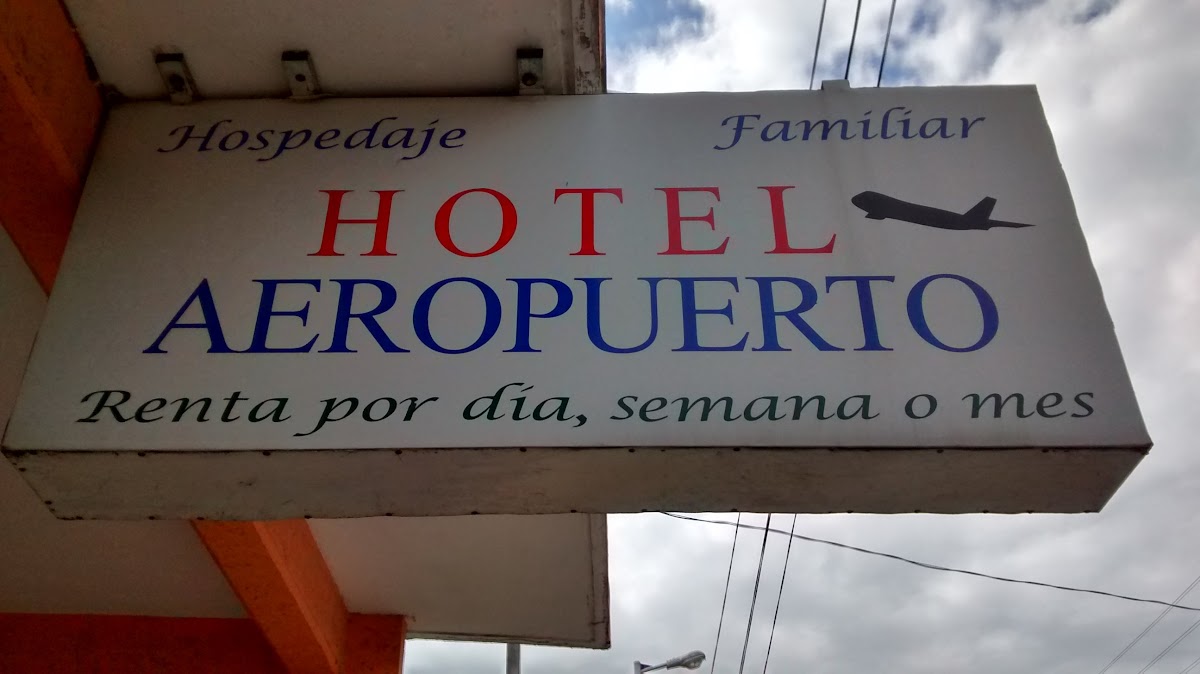 Hospedaje Familiar
HOTEL
AEROPUERTO
Renta por día, semana o mes